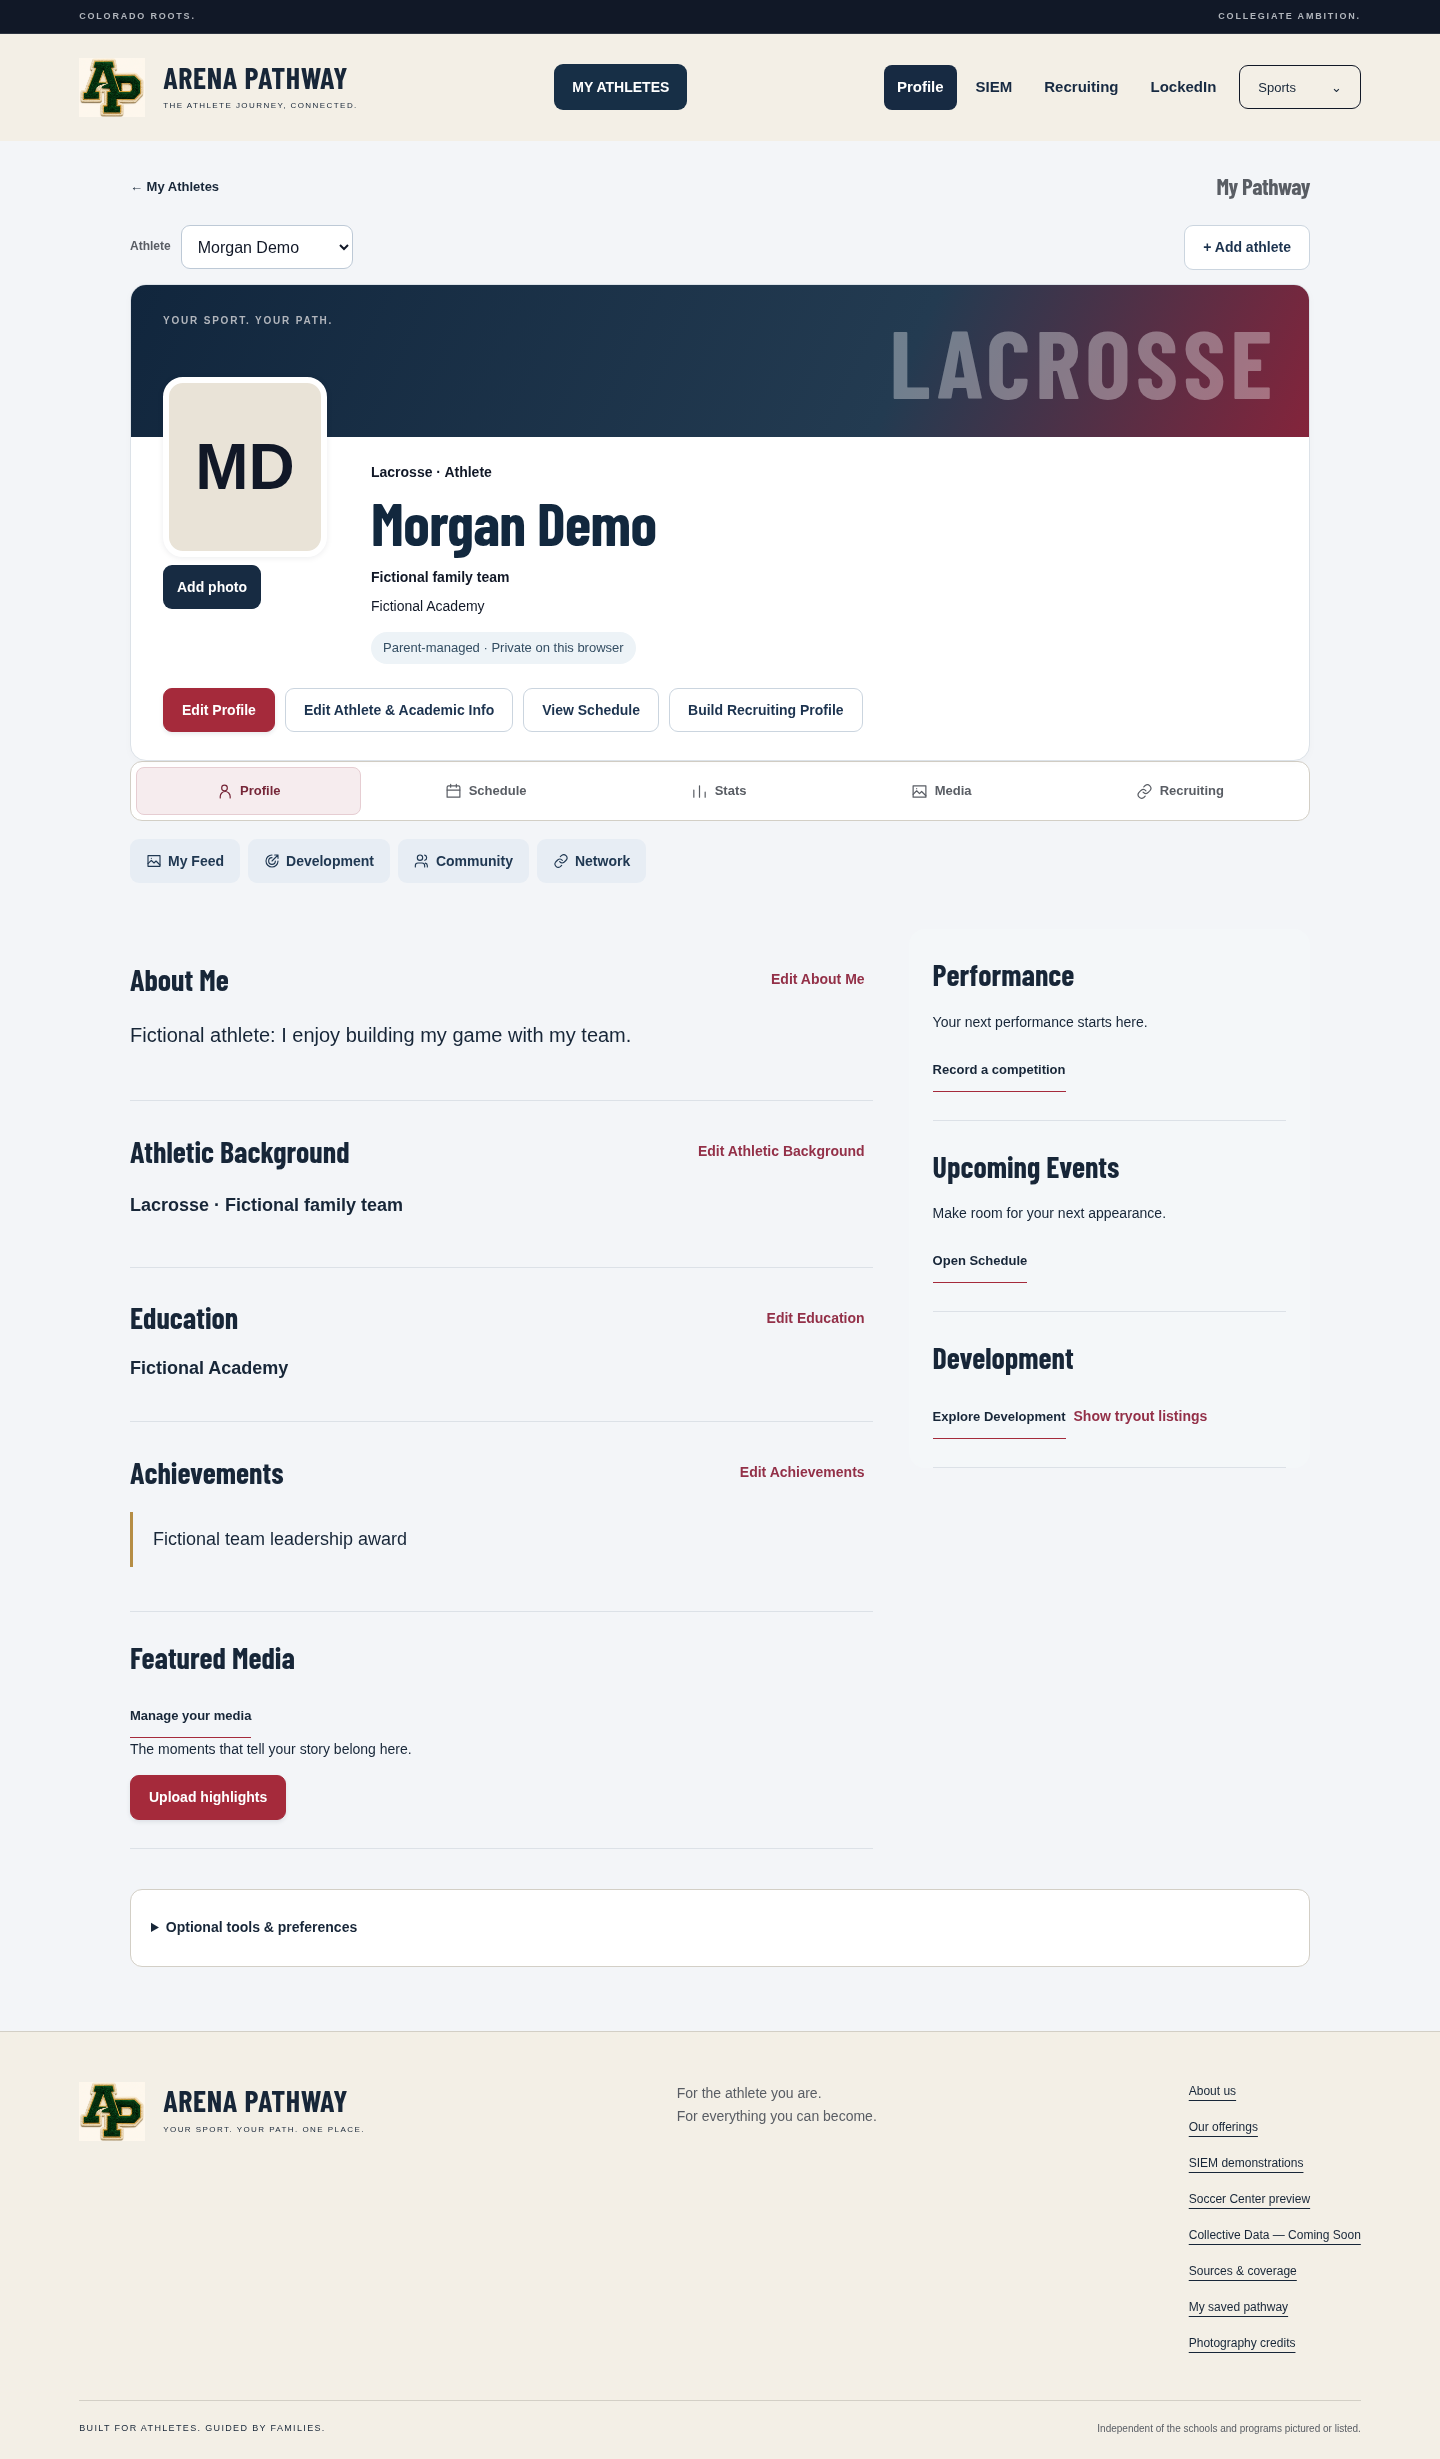 COLORADO ROOTS.
COLLEGIATE AMBITION.
AP
ARENA PATHWAY
THE ATHLETE JOURNEY, CONNECTED.
MY ATHLETES
Profile
SIEM
Recruiting
LockedIn
Sports
← My Athletes
My Pathway
Athlete
Morgan Demo
+ Add athlete
YOUR SPORT. YOUR PATH.
LACROSSE
MD
Add photo
Lacrosse · Athlete
Morgan Demo
Fictional family team
Fictional Academy
Parent-managed · Private on this browser
Edit Profile
Edit Athlete & Academic Info
View Schedule
Build Recruiting Profile
Profile
Schedule
Stats
Media
Recruiting
My Feed
Development
Community
Network
About Me
Edit About Me
Fictional athlete: I enjoy building my game with my team.
Athletic Background
Edit Athletic Background
Lacrosse · Fictional family team
Education
Edit Education
Fictional Academy
Achievements
Edit Achievements
Fictional team leadership award
Featured Media
Manage your media
The moments that tell your story belong here.
Upload highlights
Performance
Your next performance starts here.
Record a competition
Upcoming Events
Make room for your next appearance.
Open Schedule
Development
Explore Development
Show tryout listings
Optional tools & preferences
AP
ARENA PATHWAY
YOUR SPORT. YOUR PATH. ONE PLACE.
For the athlete you are.
For everything you can become.
About us
Our offerings
SIEM demonstrations
Soccer Center preview
Collective Data — Coming Soon
Sources & coverage
My saved pathway
Photography credits
BUILT FOR ATHLETES. GUIDED BY FAMILIES.
Independent of the schools and programs pictured or listed.